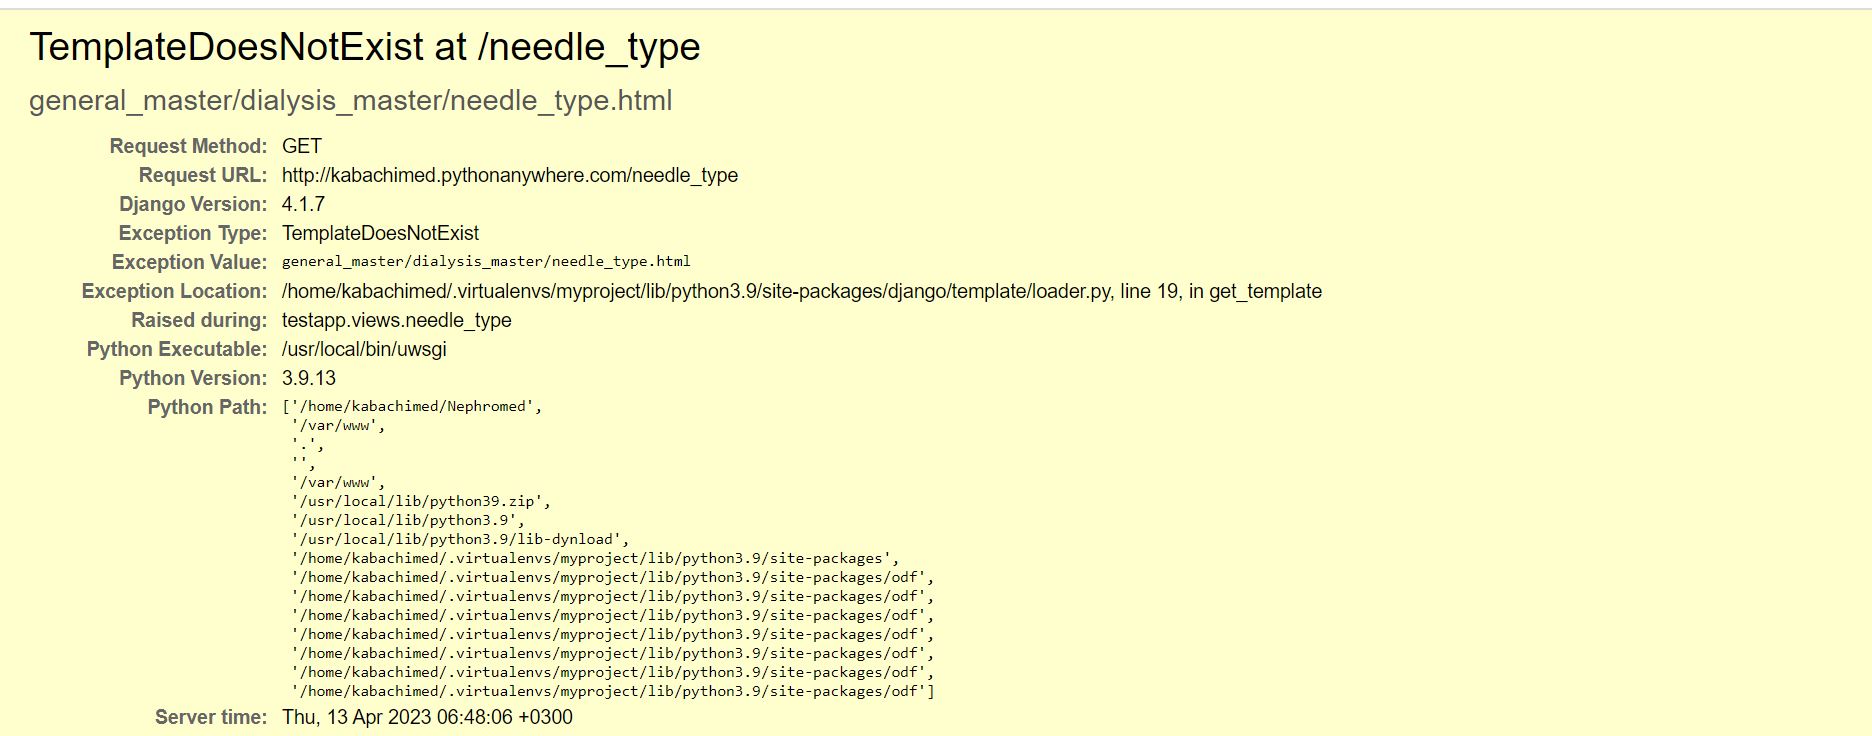 TemplateDoesNotExist at /needle_type
general_master/dialysis_master/needle_type.html
Request Method: GET
Request URL: http://kabachimed.pythonanywhere.com/needle_type
Django Version: 4.1.7
Exception Type: TemplateDoesNotExist
Exception Value: general_master/dialysis_master/needle_type.html
Exception Location: /home/kabachimed/.virtualenvs/myproject/lib/python3.9/site-packages/django/template/loader.py, line 19, in get_template
Raised during: testapp.views.needle_type
Python Executable: /usr/local/bin/uwsgi
Python Version: 3.9.13
Python Path: ['/home/kabachimed/Nephromed',
'/var/www',
'.',
'',
'/var/www',
'/usr/local/lib/python39.zip',
'/usr/local/lib/python3.9',
'/usr/local/lib/python3.9/lib-dynload',
'/home/kabachimed/.virtualenvs/myproject/lib/python3.9/site-packages',
'/home/kabachimed/.virtualenvs/myproject/lib/python3.9/site-packages/odf',
'/home/kabachimed/.virtualenvs/myproject/lib/python3.9/site-packages/odf',
'/home/kabachimed/.virtualenvs/myproject/lib/python3.9/site-packages/odf',
'/home/kabachimed/.virtualenvs/myproject/lib/python3.9/site-packages/odf',
'/home/kabachimed/.virtualenvs/myproject/lib/python3.9/site-packages/odf',
'/home/kabachimed/.virtualenvs/myproject/lib/python3.9/site-packages/odf',
'/home/kabachimed/.virtualenvs/myproject/lib/python3.9/site-packages/odf']
Server time: Thu, 13 Apr 2023 06:48:06 +0300